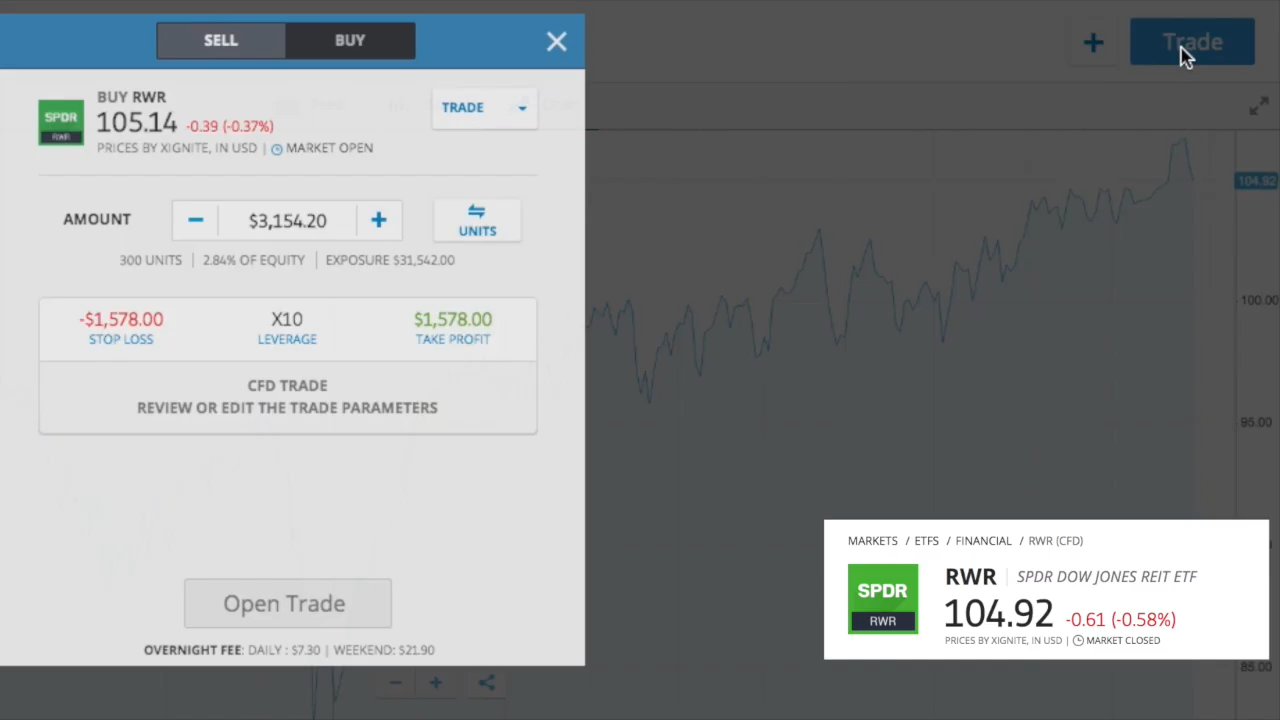 SELL
BUY
Trade
BUY RWR
SPDR
RWR
105.14 -0.39 (-0.37%)
PRICES BY XIGNITE, IN USD | MARKET OPEN
TRADE
AMOUNT
$3,154.20
UNITS
300 UNITS | 2.84% OF EQUITY | EXPOSURE $31,542.00
-$1,578.00
STOP LOSS
X10
LEVERAGE
$1,578.00
TAKE PROFIT
CFD TRADE
REVIEW OR EDIT THE TRADE PARAMETERS
Open Trade
OVERNIGHT FEE: DAILY : $7.30 | WEEKEND: $21.90
104.92
100.00
95.00
85.00
MARKETS / ETFS / FINANCIAL / RWR (CFD)
SPDR
RWR
RWR | SPDR DOW JONES REIT ETF
104.92 -0.61 (-0.58%)
PRICES BY XIGNITE, IN USD | MARKET CLOSED